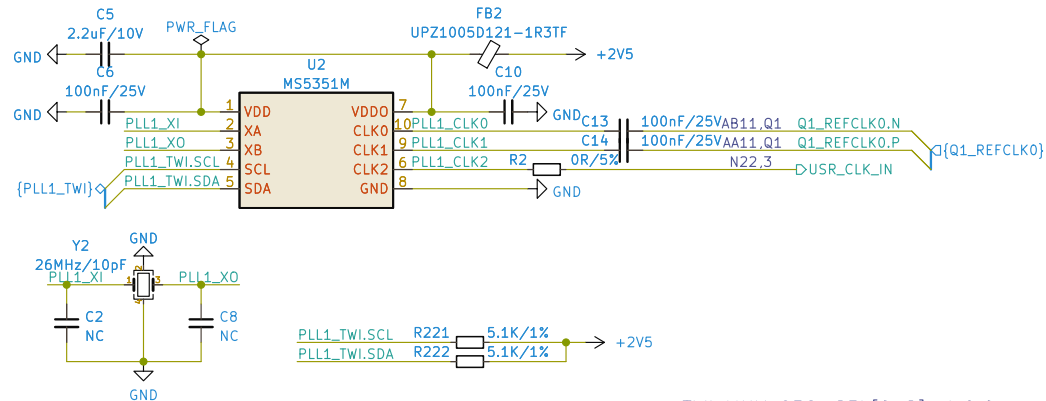 C5
2.2uF/10V
PWR_FLAG
FB2
UPZ1005D121-1R3TF
GND
+2V5
C6
100nF/25V
U2
MS5351M
C10
100nF/25V
GND
1 VDD
VDDO 7
GND
PLL1_XI 2 XA
CLK0 10 PLL1_CLK0
C13 100nF/25V AB11,Q1 Q1_REFCLK0.N
PLL1_XO 3 XB
CLK1 9 PLL1_CLK1
C14 100nF/25V AA11,Q1 Q1_REFCLK0.P
{Q1_REFCLK0}
PLL1_TWI.SCL 4 SCL
CLK2 6 PLL1_CLK2
R2 0R/5% N22,3 USR_CLK_IN
{PLL1_TWI}
PLL1_TWI.SDA 5 SDA
GND 8
GND
Y2
GND
26MHz/10pF
PLL1_XI
1 2 3 4
PLL1_XO
C2
NC
C8
NC
GND
PLL1_TWI.SCL R221 5.1K/1%
+2V5
PLL1_TWI.SDA R222 5.1K/1%